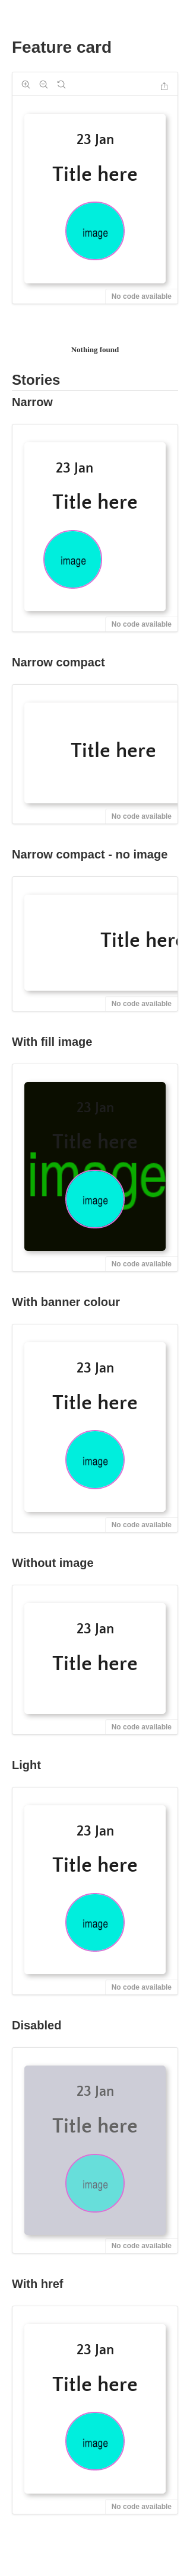 Feature card
23 Jan
Title here
image
No code available
Nothing found
Stories
Narrow
23 Jan
Title here
image
No code available
Narrow compact
Title here
No code available
Narrow compact - no image
Title here
No code available
With fill image
23 Jan
Title here
image
image
No code available
With banner colour
23 Jan
Title here
image
No code available
Without image
23 Jan
Title here
No code available
Light
23 Jan
Title here
image
No code available
Disabled
23 Jan
Title here
image
No code available
With href
23 Jan
Title here
image
No code available